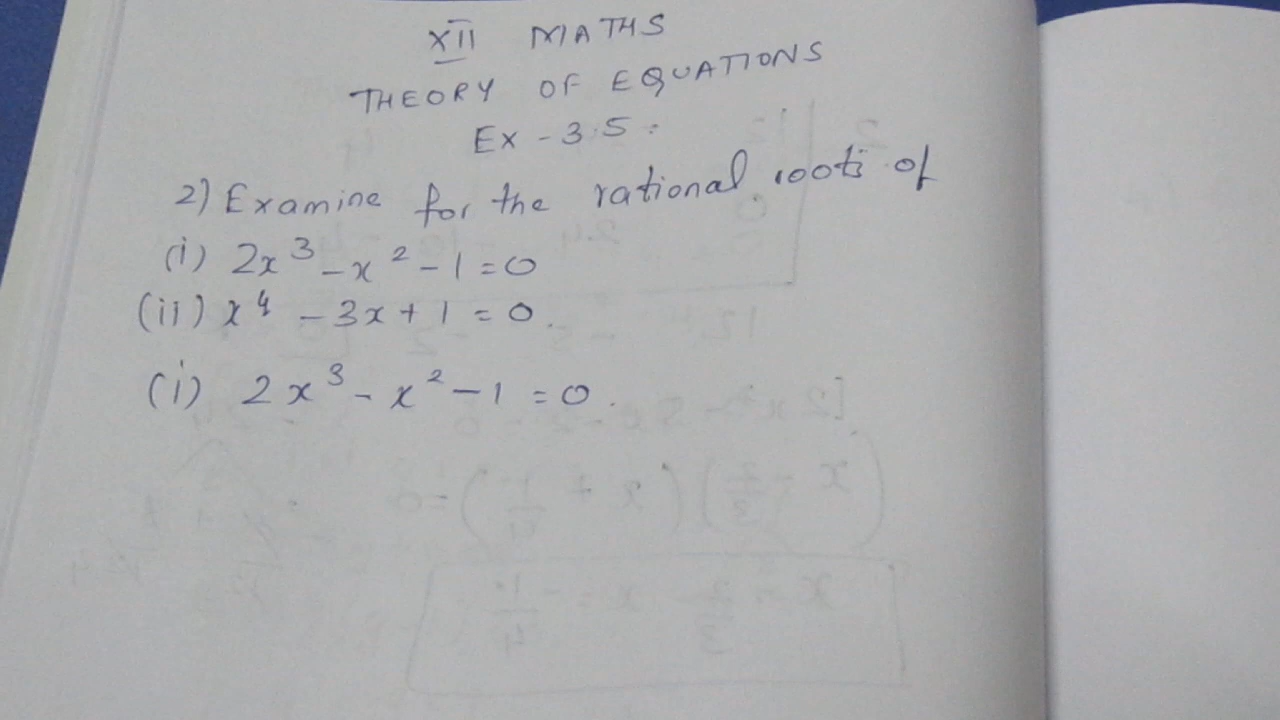 XII MATHS
THEORY OF EQUATIONS
Ex - 3.5 :
2) Examine for the rational roots of
(i) 2x³ - x² - 1 = 0
(ii) x⁴ - 3x + 1 = 0.
(i) 2x³ - x² - 1 = 0.